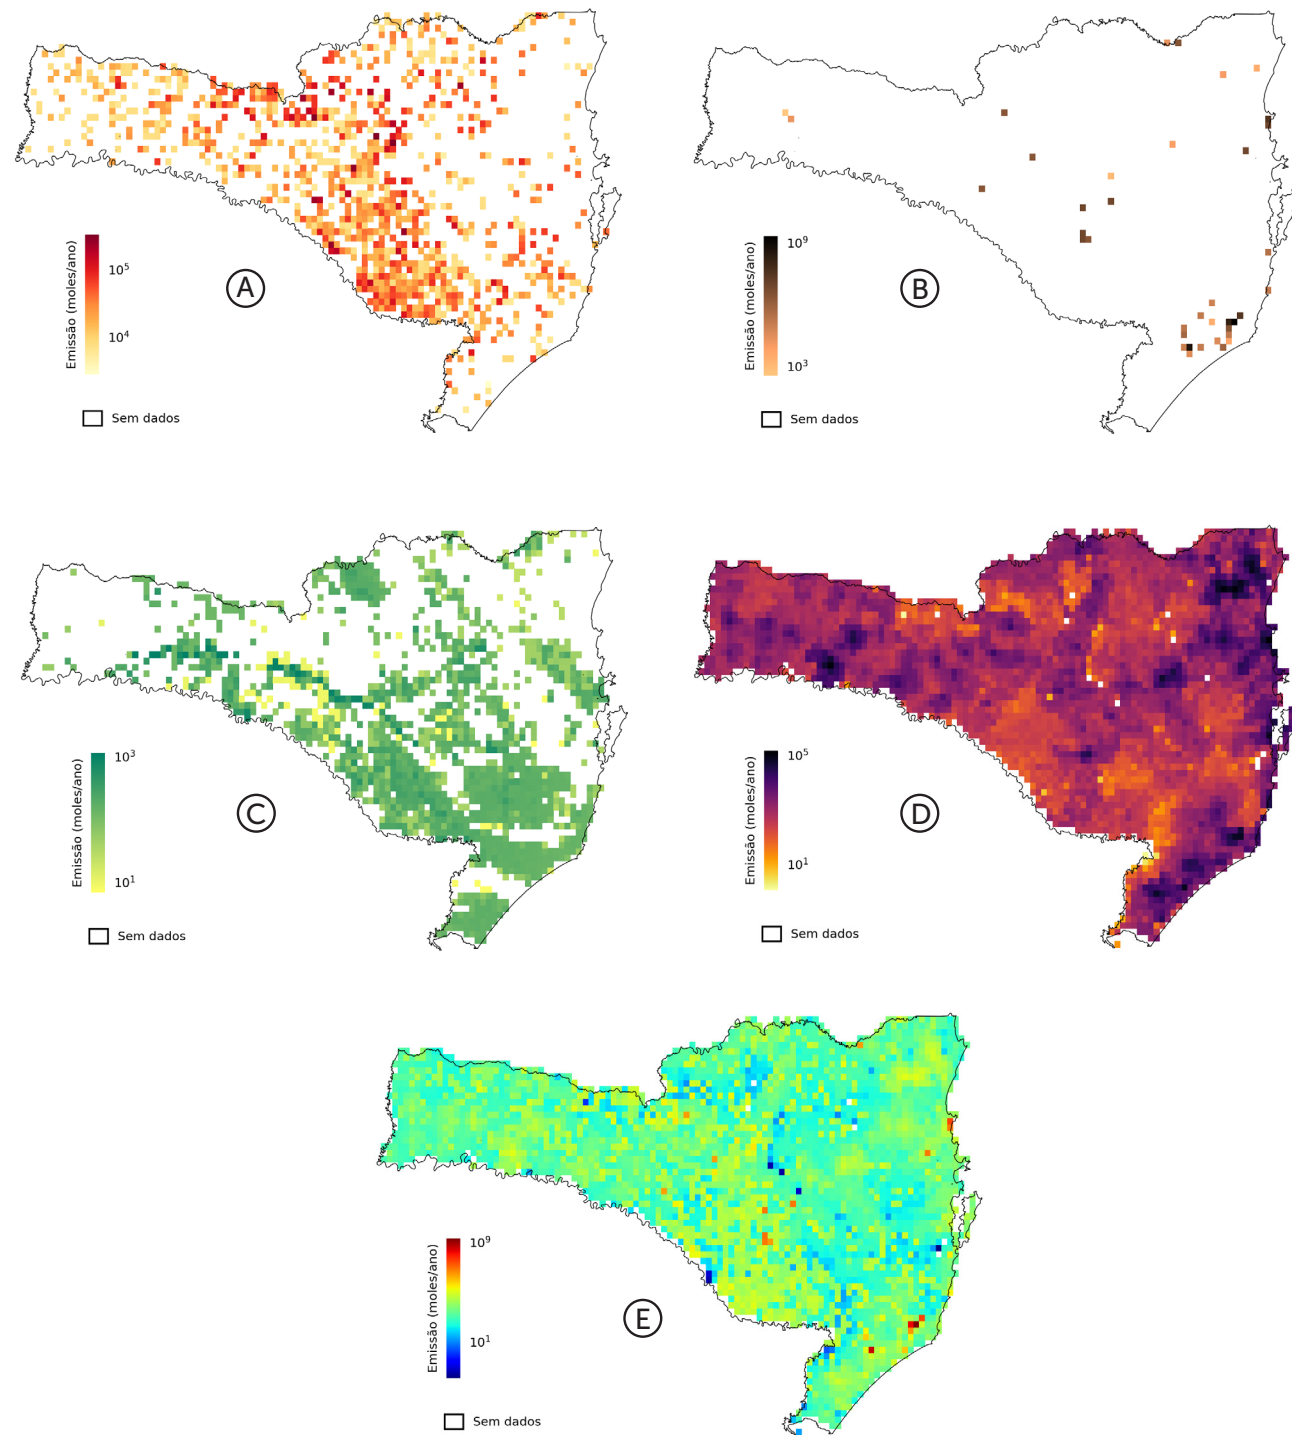 Emissão (moles/ano)
10⁵
10⁴
A
Sem dados
Emissão (moles/ano)
10⁹
10³
B
Sem dados
Emissão (moles/ano)
10³
10¹
C
Sem dados
Emissão (moles/ano)
10⁵
10¹
D
Sem dados
Emissão (moles/ano)
10⁹
10¹
E
Sem dados